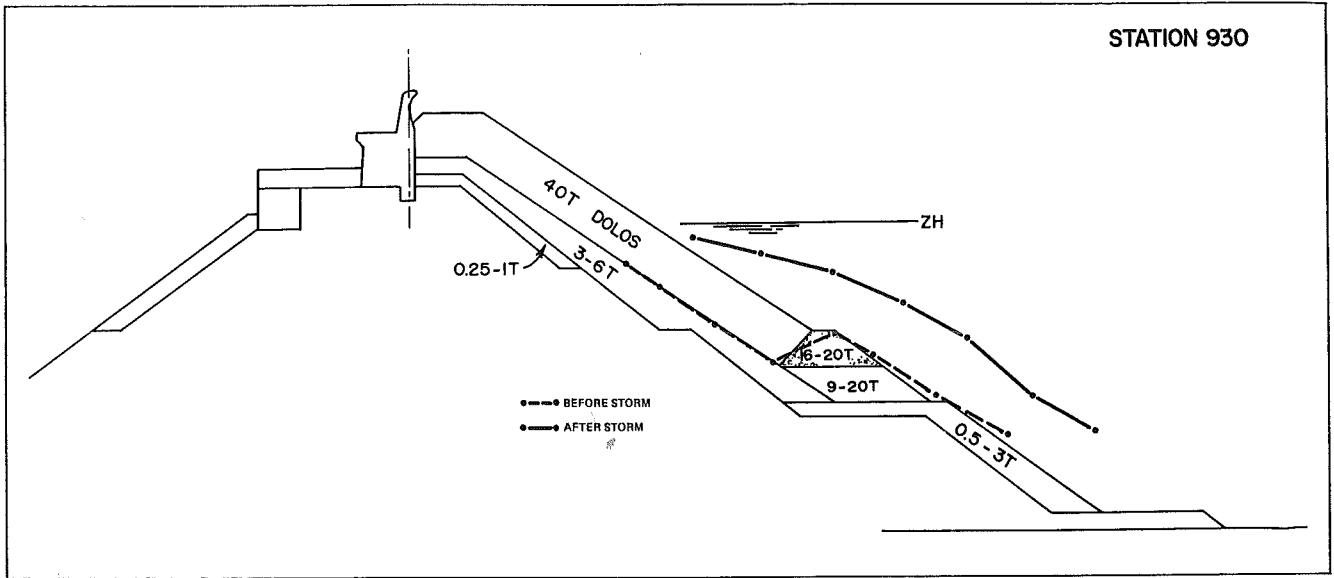 STATION 930
ZH
40T DOLOS
3-6T
0.25-1T
16-20T
9-20T
BEFORE STORM
AFTER STORM
0.5-3T